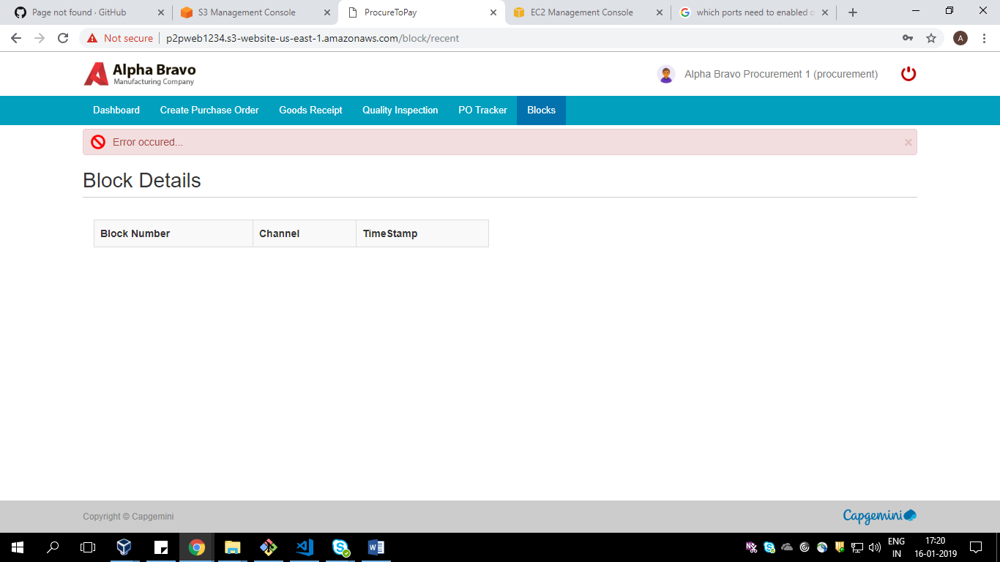 Page not found · GitHub
S3 Management Console
ProcureToPay
EC2 Management Console
which ports need to enabled
Not secure
p2pweb1234.s3-website-us-east-1.amazonaws.com/block/recent
A
Alpha Bravo
Manufacturing Company
Alpha Bravo Procurement 1 (procurement)
Dashboard Create Purchase Order Goods Receipt Quality Inspection PO Tracker Blocks
Error occured...
×
Block Details
Block Number Channel TimeStamp
Copyright © Capgemini
Capgemini
ENG
IN
17:20
16-01-2019